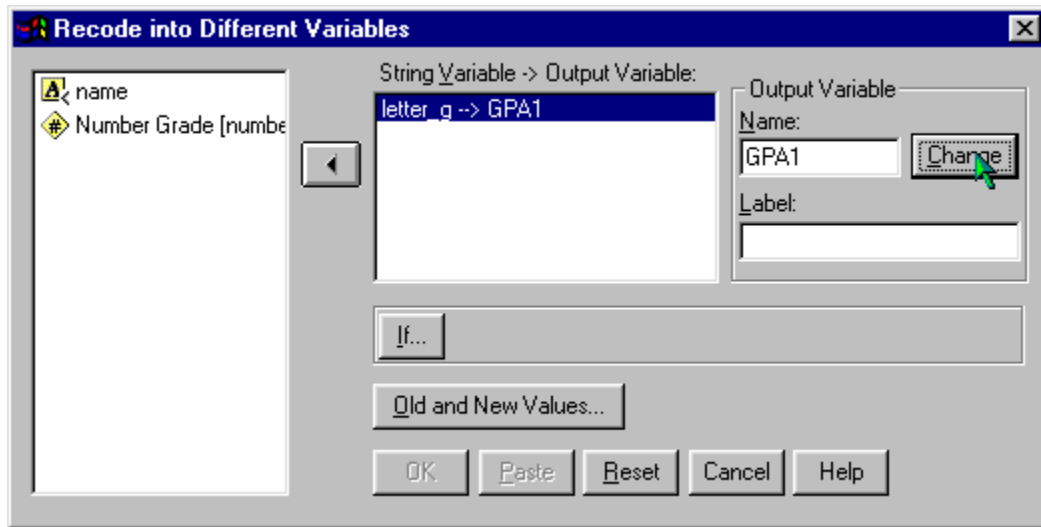 Recode into Different Variables
name
Number Grade [numbe
String Variable -> Output Variable:
letter_g --> GPA1
Output Variable
Name:
GPA1
Change
Label:
If...
Old and New Values...
OK
Paste
Reset
Cancel
Help